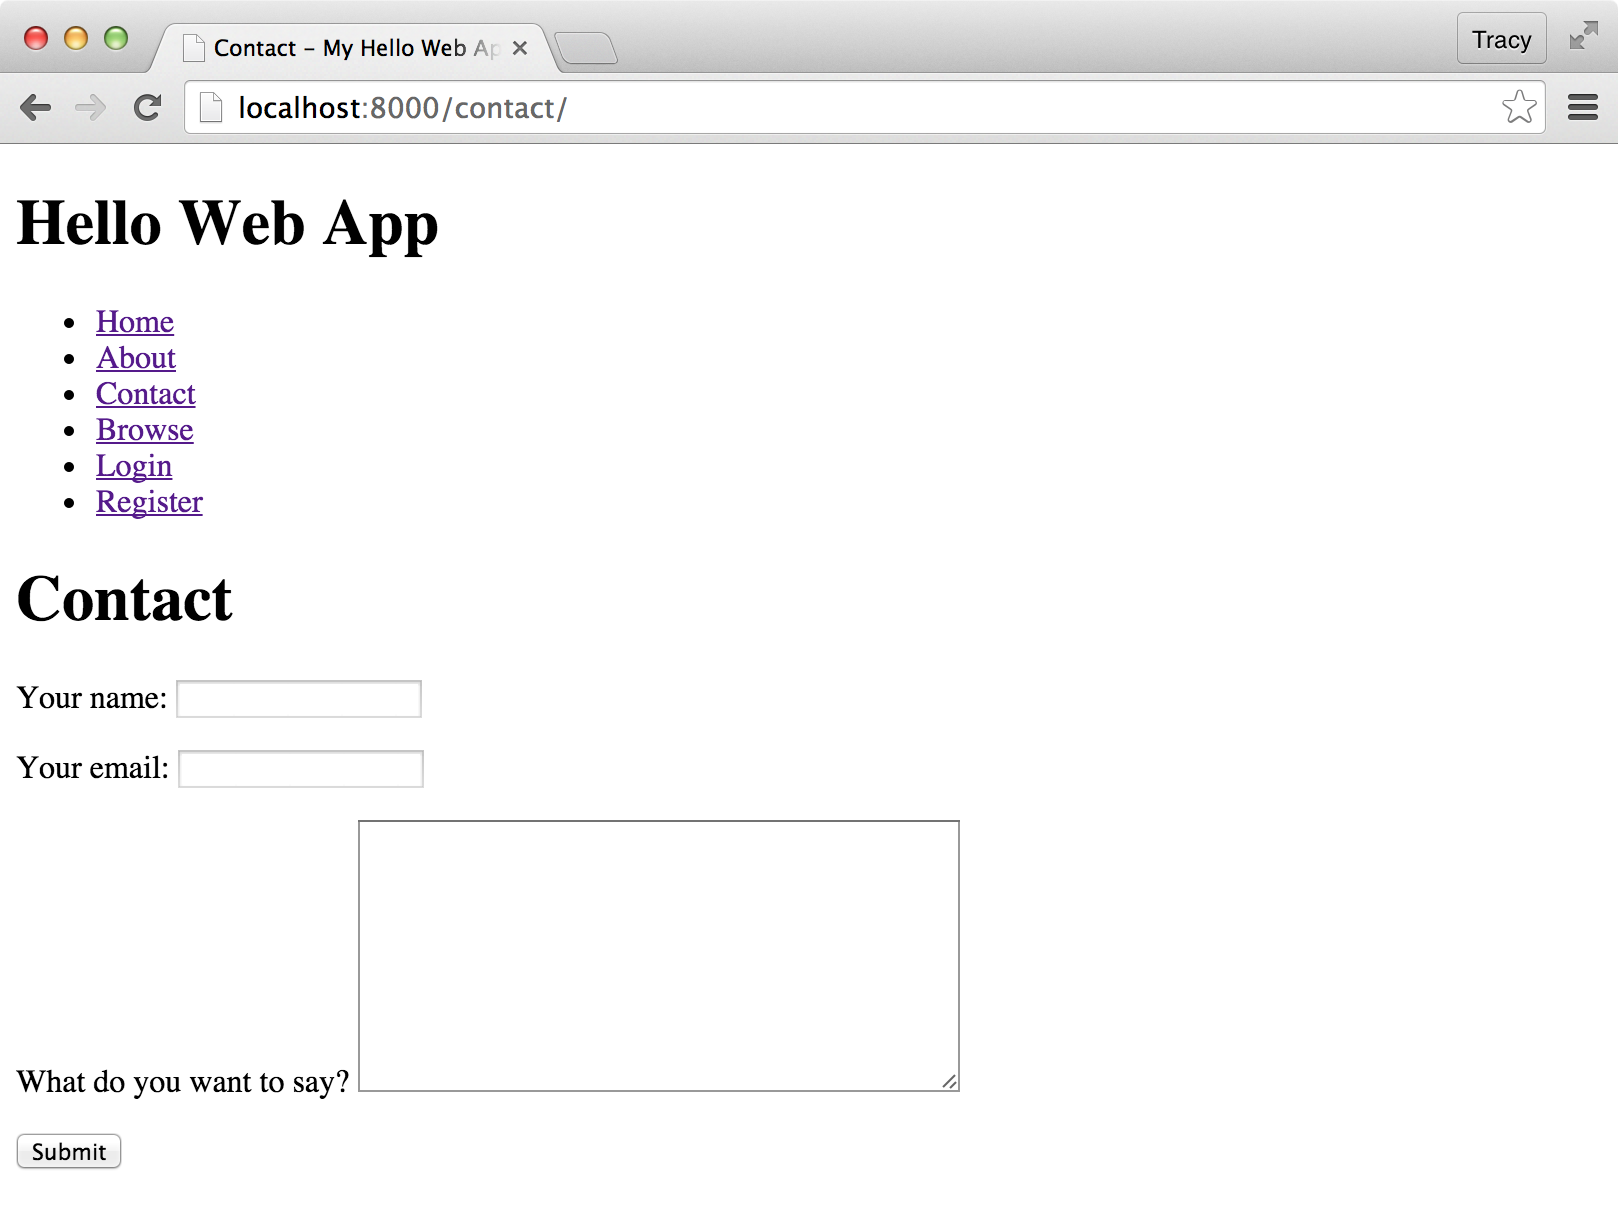 Contact – My Hello Web Ap
Tracy
localhost:8000/contact/
Hello Web App
Home
About
Contact
Browse
Login
Register
Contact
Your name:
Your email:
What do you want to say?
Submit